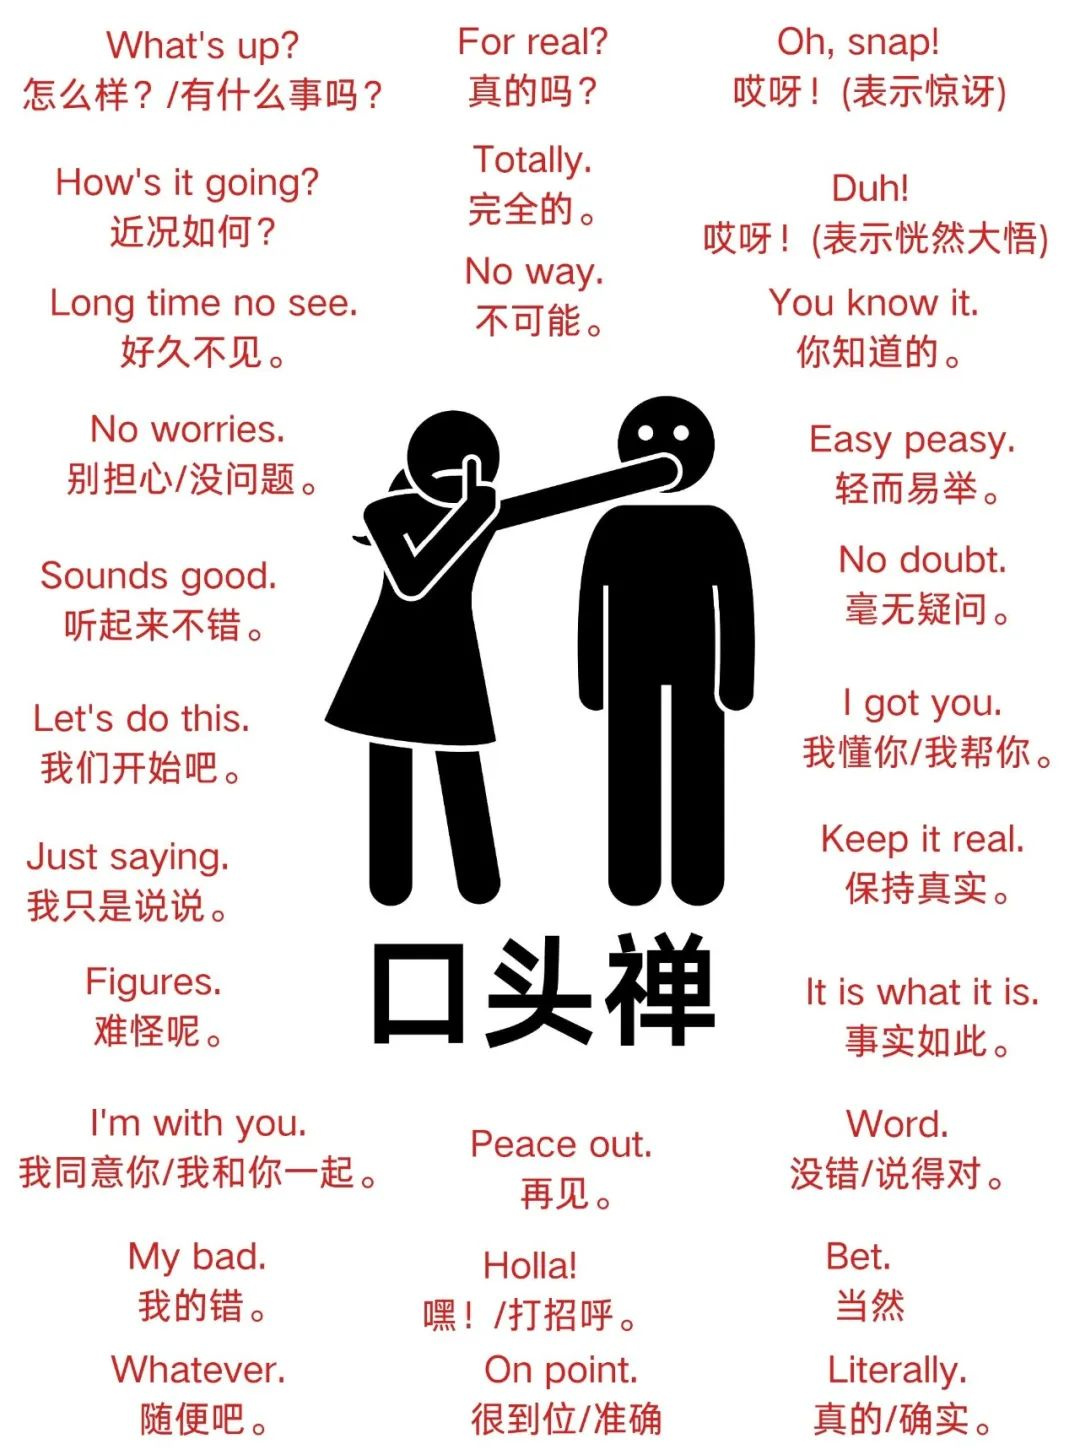 What's up?
怎么样？/有什么事吗？
For real?
真的吗？
Oh, snap!
哎呀！(表示惊讶)
How's it going?
近况如何？
Totally.
完全的。
Duh!
哎呀！(表示恍然大悟)
No way.
不可能。
Long time no see.
好久不见。
You know it.
你知道的。
No worries.
别担心/没问题。
Easy peasy.
轻而易举。
Sounds good.
听起来不错。
No doubt.
毫无疑问。
Let's do this.
我们开始吧。
I got you.
我懂你/我帮你。
Just saying.
我只是说说。
Keep it real.
保持真实。
口头禅
Figures.
难怪呢。
It is what it is.
事实如此。
I'm with you.
我同意你/我和你一起。
Peace out.
再见。
Word.
没错/说得对。
My bad.
我的错。
Holla!
嘿！/打招呼。
Bet.
当然
Whatever.
随便吧。
On point.
很到位/准确
Literally.
真的/确实。